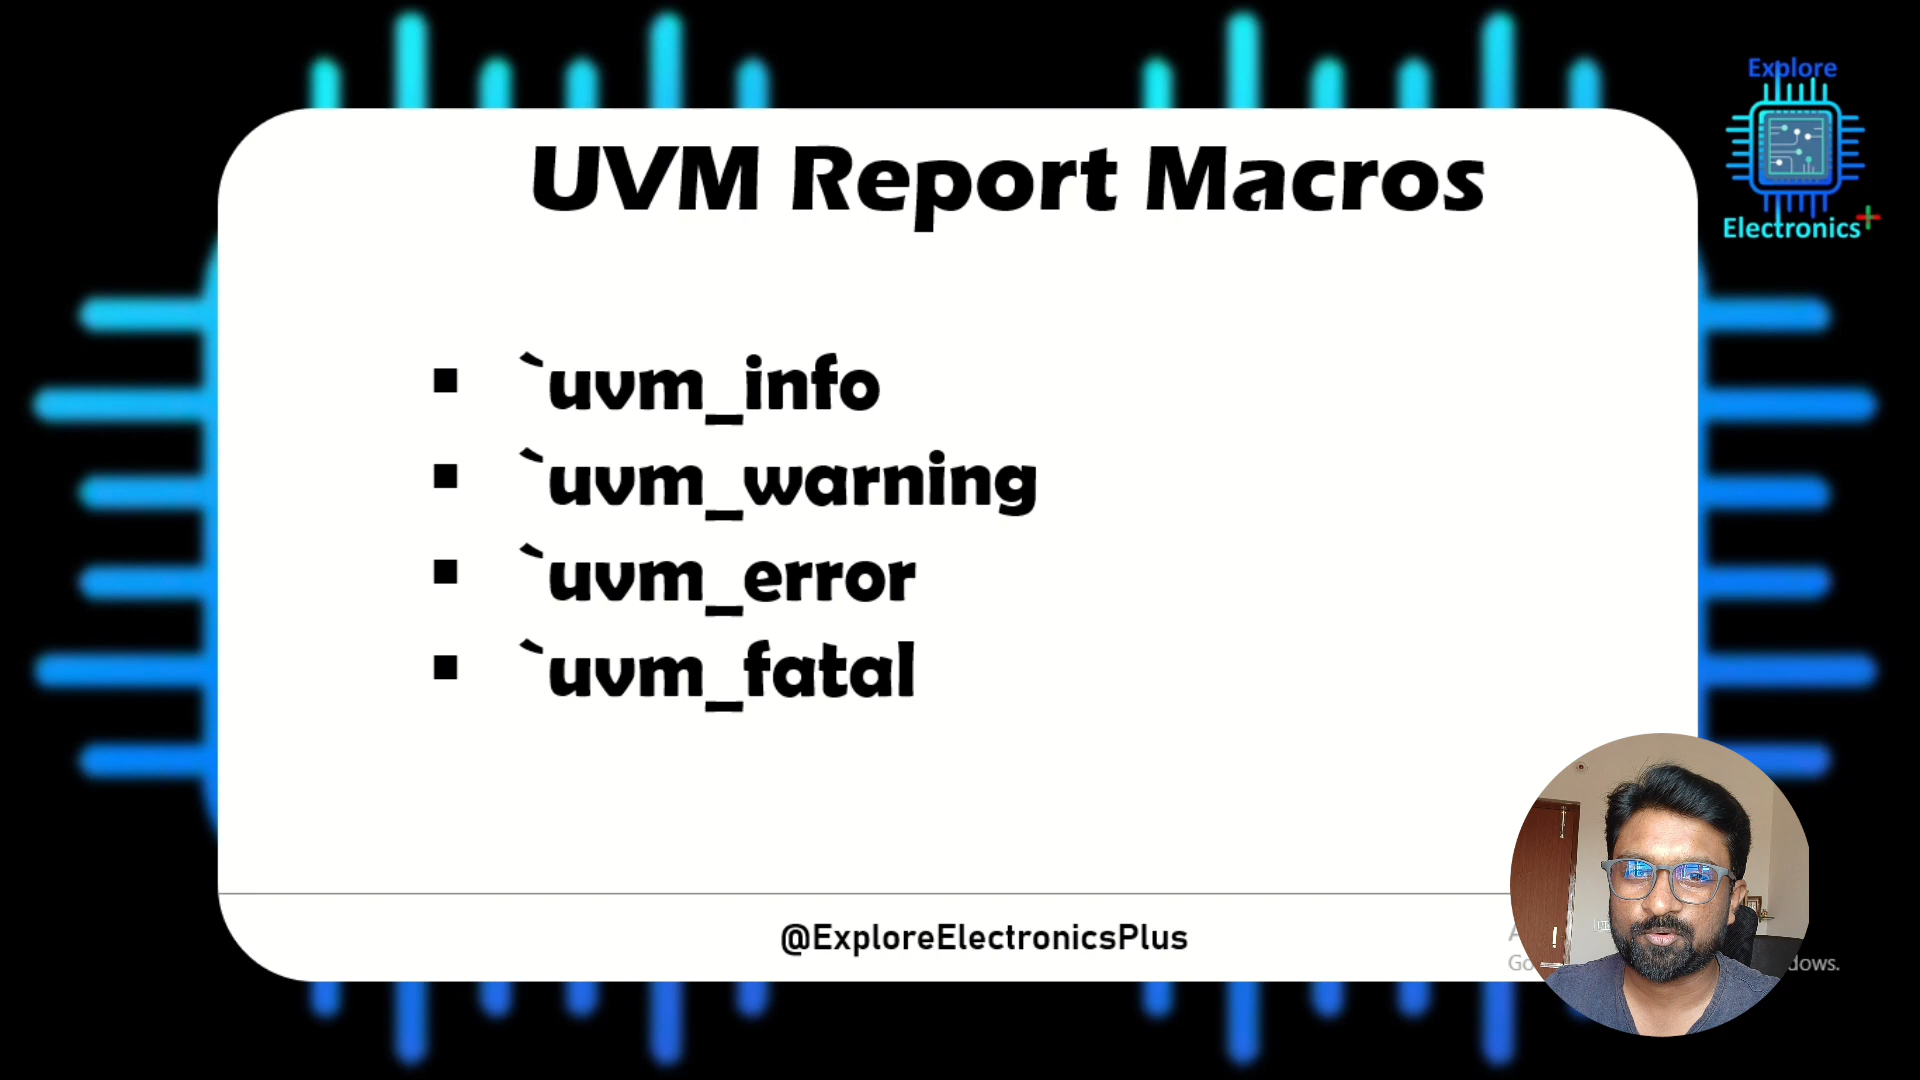 Explore
Electronics+
UVM Report Macros
▪ `uvm_info
▪ `uvm_warning
▪ `uvm_error
▪ `uvm_fatal
@ExploreElectronicsPlus